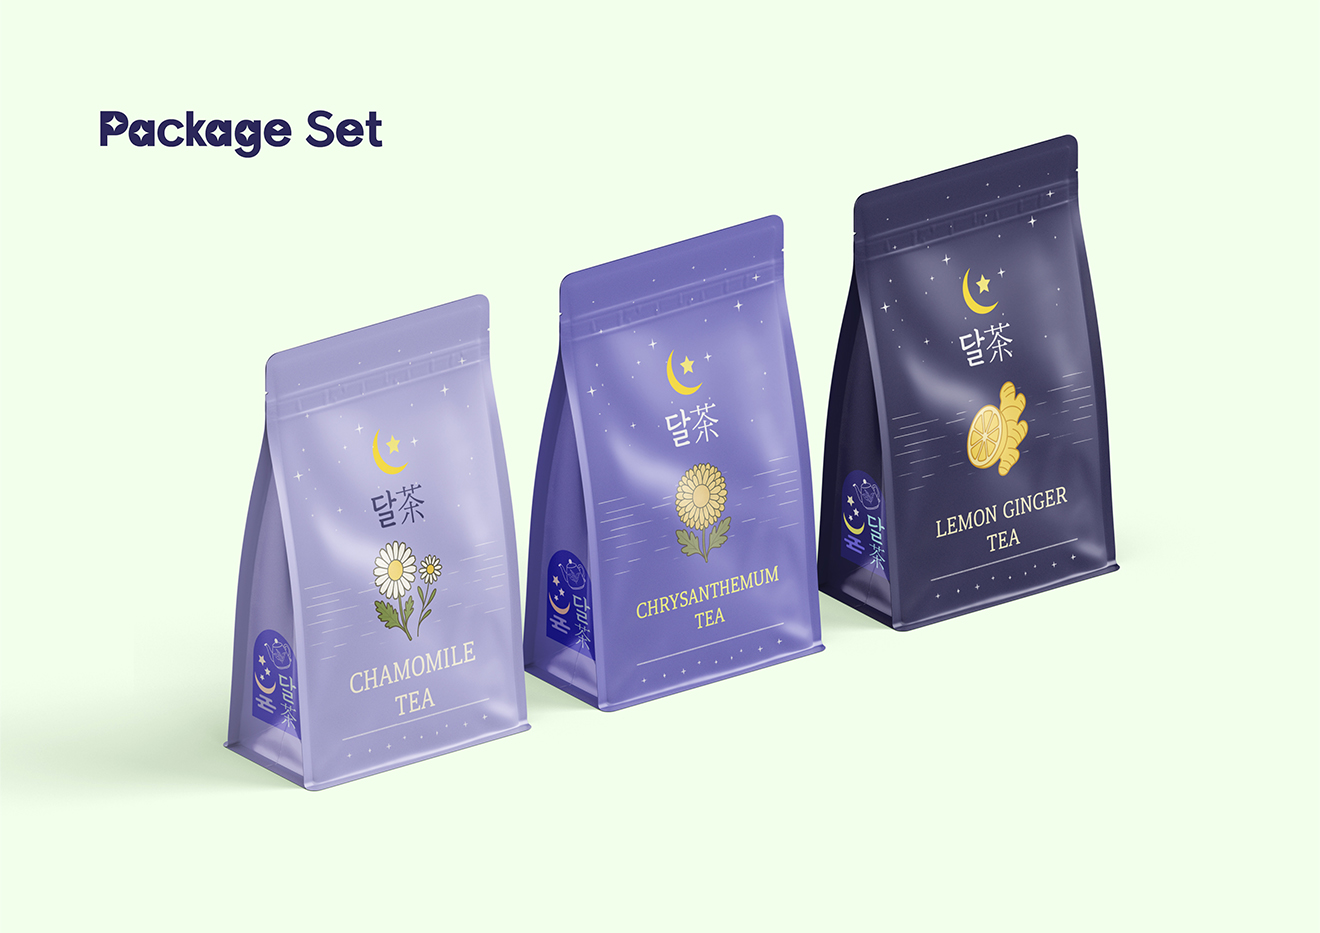 Package Set
달茶
CHAMOMILE
TEA
달茶
달茶
CHRYSANTHEMUM
TEA
달茶
달茶
LEMON GINGER
TEA
달茶